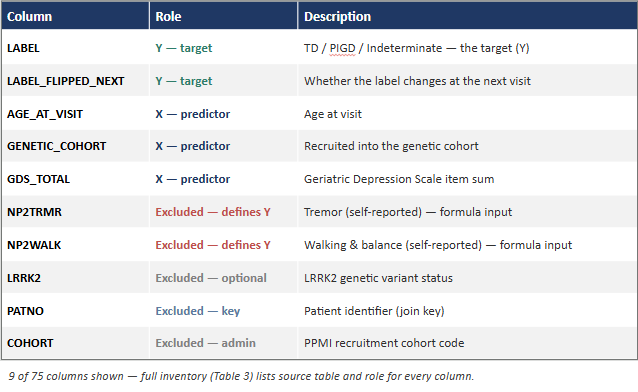 Column Role Description
LABEL Y — target TD / PIGD / Indeterminate — the target (Y)
LABEL_FLIPPED_NEXT Y — target Whether the label changes at the next visit
AGE_AT_VISIT X — predictor Age at visit
GENETIC_COHORT X — predictor Recruited into the genetic cohort
GDS_TOTAL X — predictor Geriatric Depression Scale item sum
NP2TRMR Excluded — defines Y Tremor (self-reported) — formula input
NP2WALK Excluded — defines Y Walking & balance (self-reported) — formula input
LRRK2 Excluded — optional LRRK2 genetic variant status
PATNO Excluded — key Patient identifier (join key)
COHORT Excluded — admin PPMI recruitment cohort code
9 of 75 columns shown — full inventory (Table 3) lists source table and role for every column.